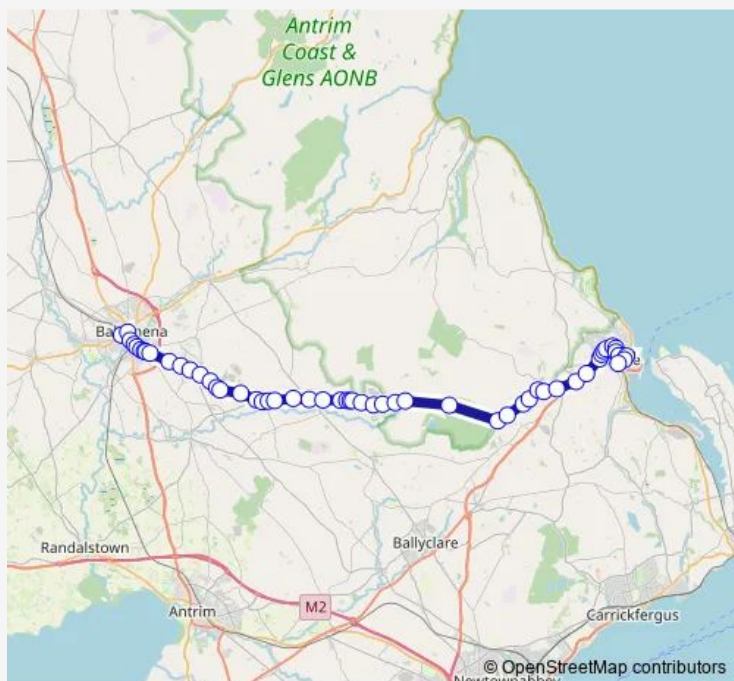 Antrim
Coast &
Glens AONB
Randalstown
Ballyclare
M2
Antrim
Carrickfergus
© OpenStreetMap contributors